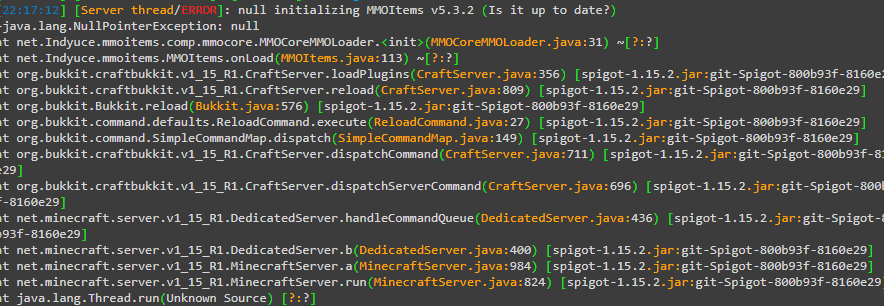 [22:17:12] [Server thread/ERROR]: null initializing MMOItems v5.3.2 (Is it up to date?)
java.lang.NullPointerException: null
at net.Indyuce.mmoitems.comp.mmocore.MMOCoreMMOLoader.<init>(MMOCoreMMOLoader.java:31) ~[?:?]
at net.Indyuce.mmoitems.MMOItems.onLoad(MMOItems.java:113) ~[?:?]
at org.bukkit.craftbukkit.v1_15_R1.CraftServer.loadPlugins(CraftServer.java:356) [spigot-1.15.2.jar:git-Spigot-800b93f-8160e2
at org.bukkit.craftbukkit.v1_15_R1.CraftServer.reload(CraftServer.java:809) [spigot-1.15.2.jar:git-Spigot-800b93f-8160e29]
at org.bukkit.Bukkit.reload(Bukkit.java:576) [spigot-1.15.2.jar:git-Spigot-800b93f-8160e29]
at org.bukkit.command.defaults.ReloadCommand.execute(ReloadCommand.java:27) [spigot-1.15.2.jar:git-Spigot-800b93f-8160e29]
at org.bukkit.command.SimpleCommandMap.dispatch(SimpleCommandMap.java:149) [spigot-1.15.2.jar:git-Spigot-800b93f-8160e29]
at org.bukkit.craftbukkit.v1_15_R1.CraftServer.dispatchCommand(CraftServer.java:711) [spigot-1.15.2.jar:git-Spigot-800b93f-81
e29]
at org.bukkit.craftbukkit.v1_15_R1.CraftServer.dispatchServerCommand(CraftServer.java:696) [spigot-1.15.2.jar:git-Spigot-800b
f-8160e29]
at net.minecraft.server.v1_15_R1.DedicatedServer.handleCommandQueue(DedicatedServer.java:436) [spigot-1.15.2.jar:git-Spigot-8
b93f-8160e29]
at net.minecraft.server.v1_15_R1.DedicatedServer.b(DedicatedServer.java:400) [spigot-1.15.2.jar:git-Spigot-800b93f-8160e29]
at net.minecraft.server.v1_15_R1.MinecraftServer.a(MinecraftServer.java:984) [spigot-1.15.2.jar:git-Spigot-800b93f-8160e29]
at net.minecraft.server.v1_15_R1.MinecraftServer.run(MinecraftServer.java:824) [spigot-1.15.2.jar:git-Spigot-800b93f-8160e29]
at java.lang.Thread.run(Unknown Source) [?:?]